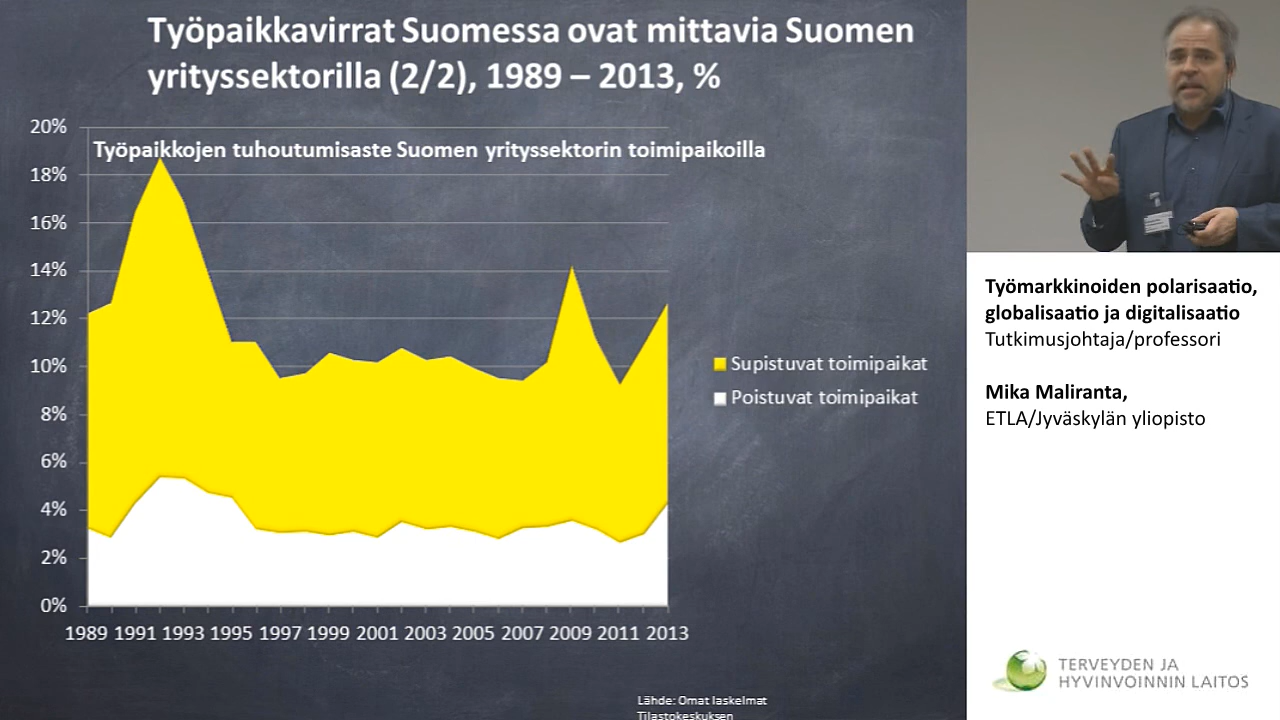 Työpaikkavirrat Suomessa ovat mittavia Suomen
yrityssektorilla (2/2), 1989 – 2013, %
Työpaikkojen tuhoutumisaste Suomen yrityssektorin toimipaikoilla
20%
18%
16%
14%
12%
10%
8%
6%
4%
2%
0%
1989 1991 1993 1995 1997 1999 2001 2003 2005 2007 2009 2011 2013
Supistuvat toimipaikat
Poistuvat toimipaikat
Lähde: Omat laskelmat
Tilastokeskuksen
Työmarkkinoiden polarisaatio,
globalisaatio ja digitalisaatio
Tutkimusjohtaja/professori
Mika Maliranta,
ETLA/Jyväskylän yliopisto
TERVEYDEN JA
HYVINVOINNIN LAITOS